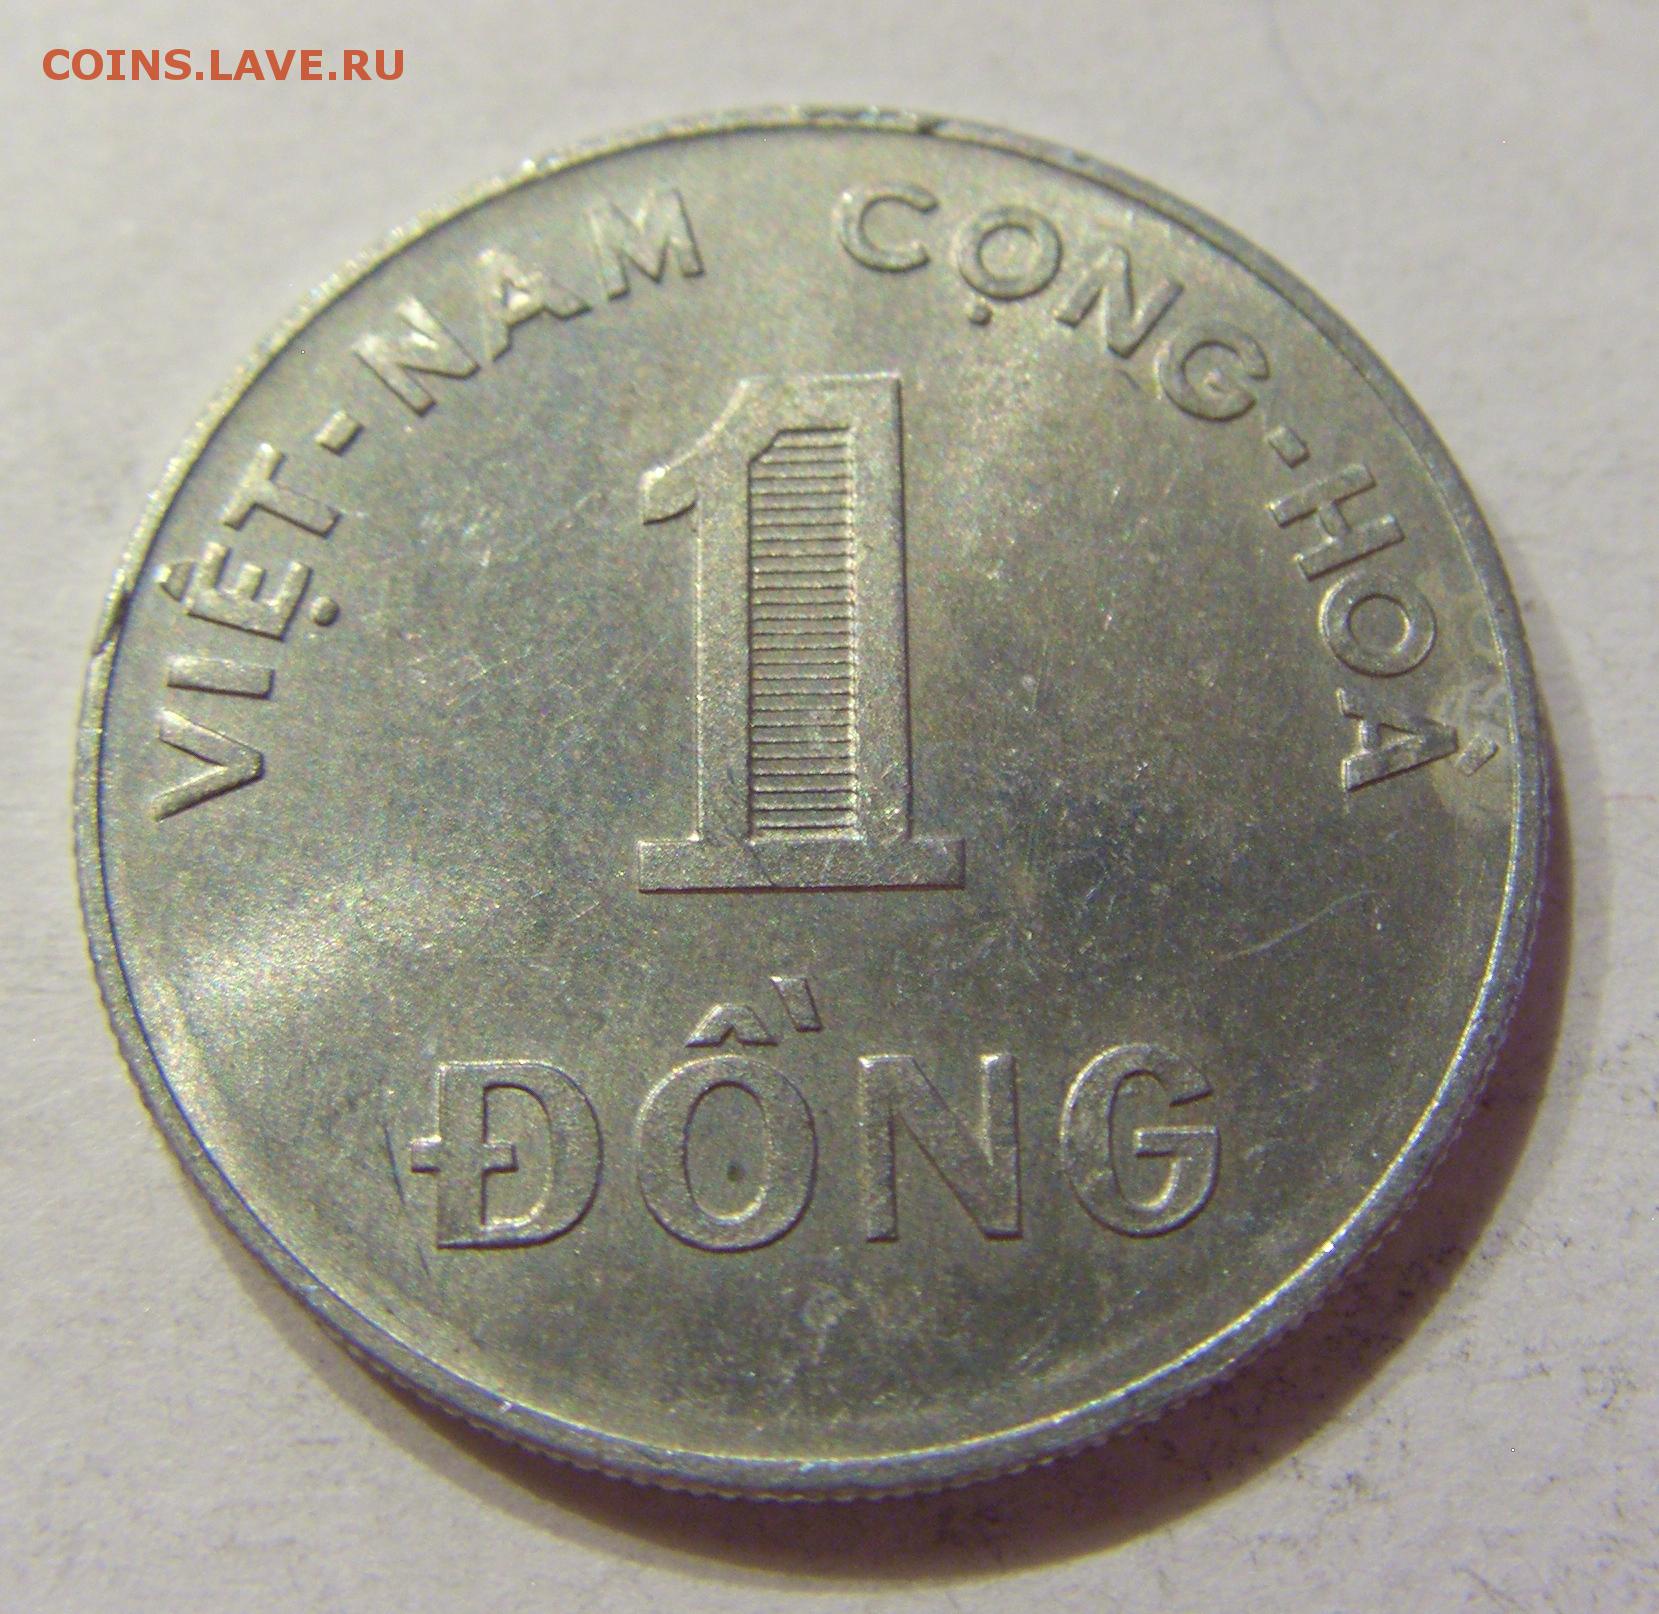 COINS.LAVE.RU
VIỆT-NAM CỘNG-HOÀ
1
ĐỒNG